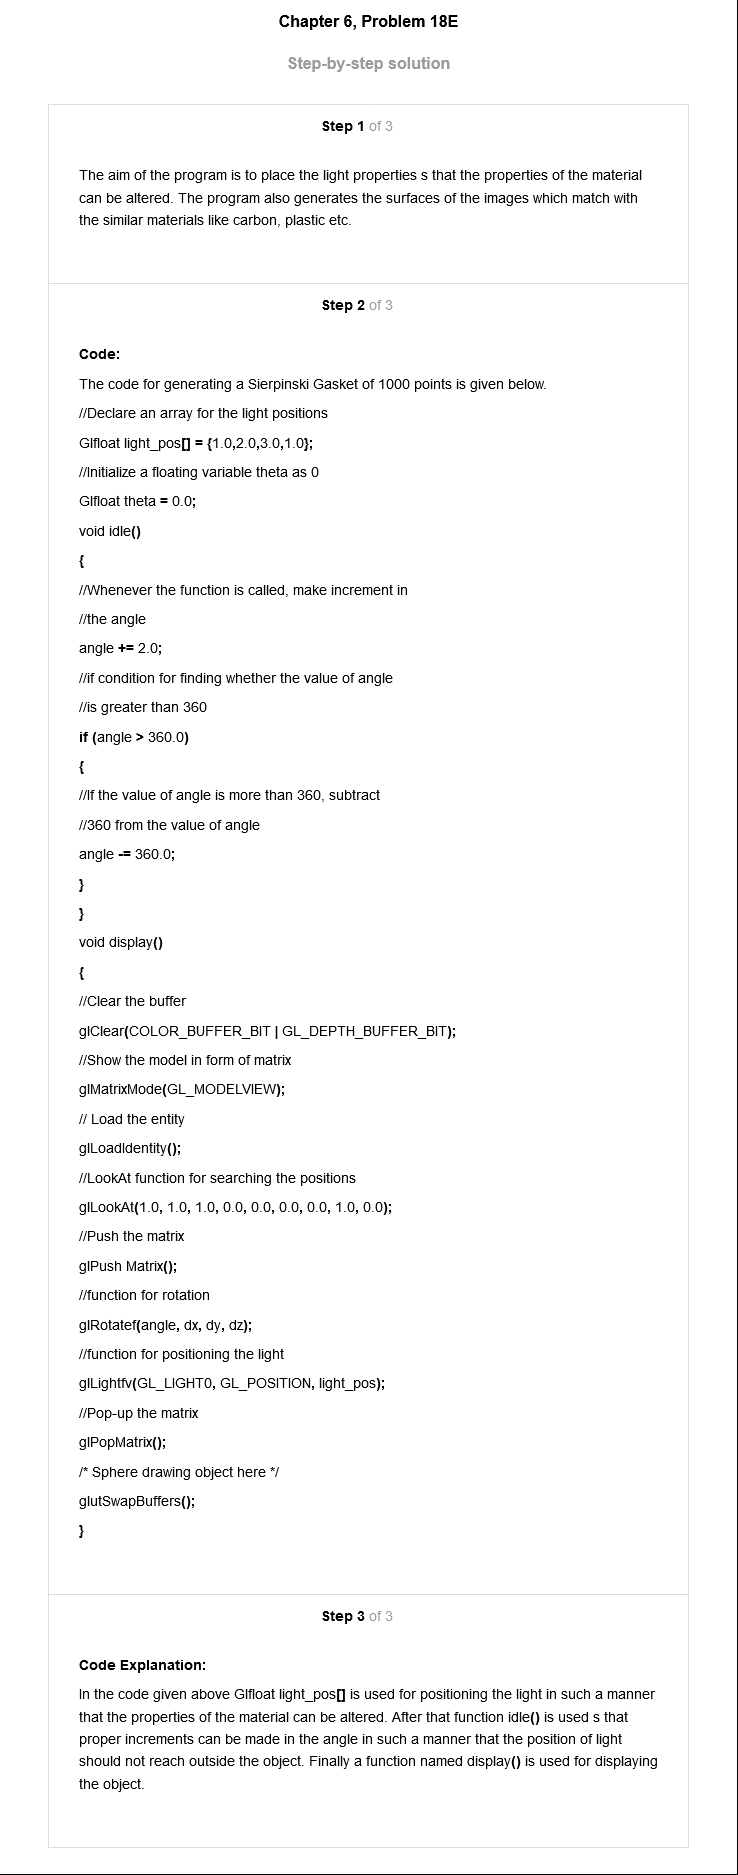 Chapter 6, Problem 18E
Step-by-step solution
Step 1 of 3
The aim of the program is to place the light properties s that the properties of the material
can be altered. The program also generates the surfaces of the images which match with
the similar materials like carbon, plastic etc.
Step 2 of 3
Code:
The code for generating a Sierpinski Gasket of 1000 points is given below.
//Declare an array for the light positions
Glfloat light_pos[] = {1.0,2.0,3.0,1.0};
//Initialize a floating variable theta as 0
Glfloat theta = 0.0;
void idle()
{
//Whenever the function is called, make increment in
//the angle
angle += 2.0;
//if condition for finding whether the value of angle
//is greater than 360
if (angle > 360.0)
{
//If the value of angle is more than 360, subtract
//360 from the value of angle
angle -= 360.0;
}
}
void display()
{
//Clear the buffer
glClear(COLOR_BUFFER_BIT | GL_DEPTH_BUFFER_BIT);
//Show the model in form of matrix
glMatrixMode(GL_MODELVIEW);
// Load the entity
glLoadIdentity();
//LookAt function for searching the positions
glLookAt(1.0, 1.0, 1.0, 0.0, 0.0, 0.0, 0.0, 1.0, 0.0);
//Push the matrix
glPush Matrix();
//function for rotation
glRotatef(angle, dx, dy, dz);
//function for positioning the light
glLightfv(GL_LIGHT0, GL_POSITION, light_pos);
//Pop-up the matrix
glPopMatrix();
/* Sphere drawing object here */
glutSwapBuffers();
}
Step 3 of 3
Code Explanation:
In the code given above Glfloat light_pos[] is used for positioning the light in such a manner
that the properties of the material can be altered. After that function idle() is used s that
proper increments can be made in the angle in such a manner that the position of light
should not reach outside the object. Finally a function named display() is used for displaying
the object.